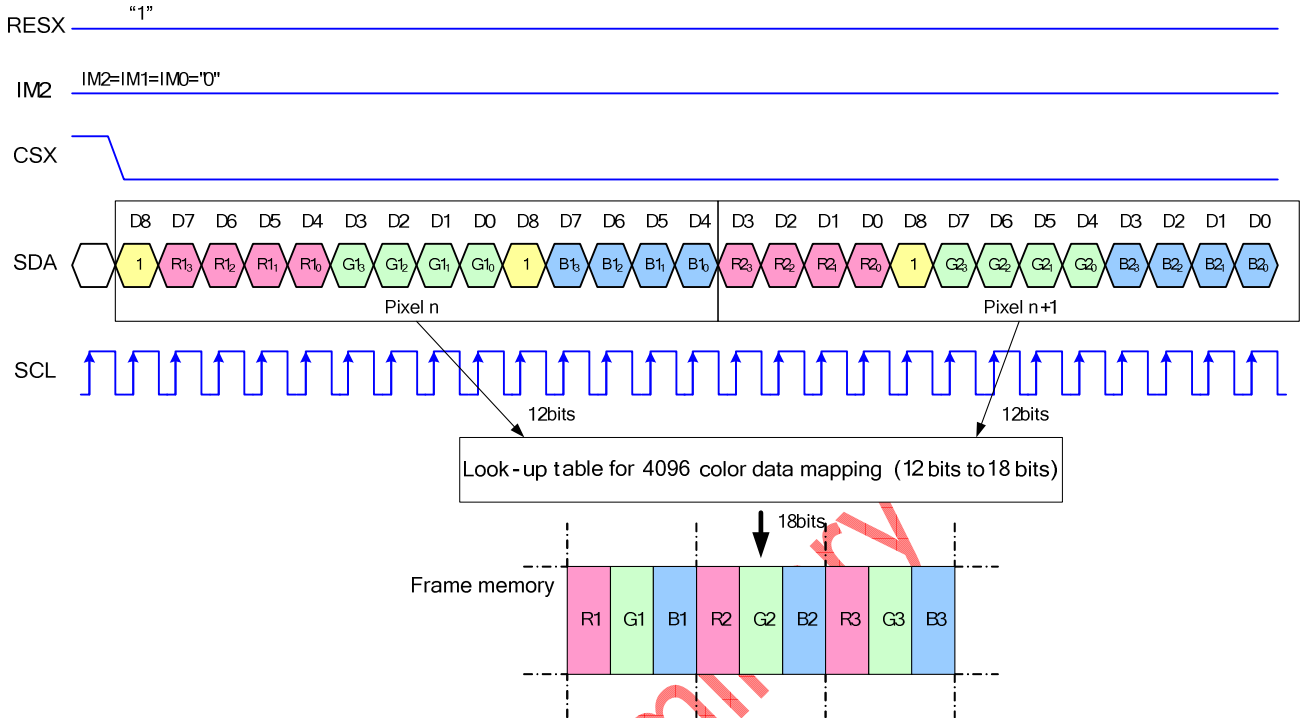 “1”
RESX
IM2=IM1=IM0="0"
IM2
CSX
D8 D7 D6 D5 D4 D3 D2 D1 D0 D8 D7 D6 D5 D4 D3 D2 D1 D0 D8 D7 D6 D5 D4 D3 D2 D1 D0
SDA 1 R13 R12 R11 R10 G13 G12 G11 G10 1 B13 B12 B11 B10 R23 R22 R21 R20 1 G23 G22 G21 G20 B23 B22 B21 B20
Pixel n Pixel n+1
SCL
12bits 12bits
Look-up table for 4096 color data mapping (12 bits to 18 bits)
18bits
Frame memory
R1 G1 B1 R2 G2 B2 R3 G3 B3